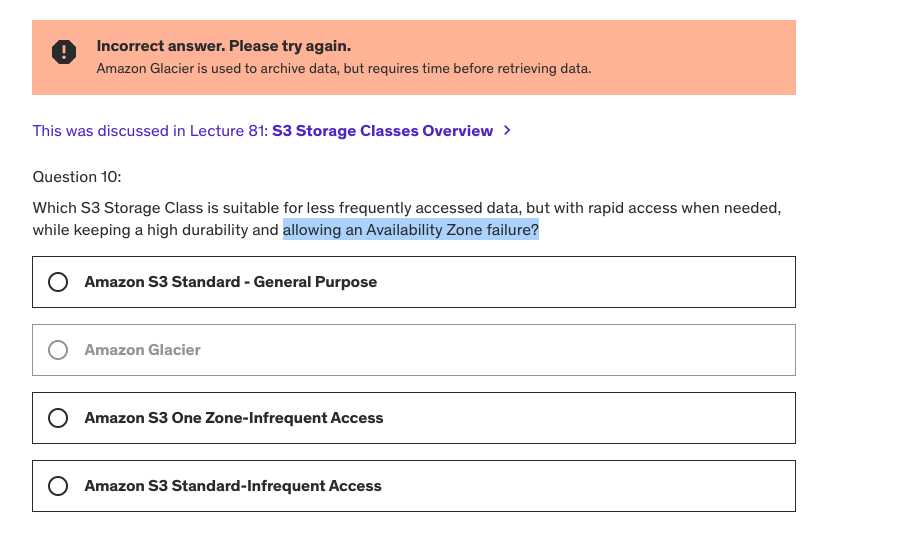 Incorrect answer. Please try again.
Amazon Glacier is used to archive data, but requires time before retrieving data.
This was discussed in Lecture 81: S3 Storage Classes Overview
Question 10:
Which S3 Storage Class is suitable for less frequently accessed data, but with rapid access when needed,
while keeping a high durability and allowing an Availability Zone failure?
Amazon S3 Standard - General Purpose
Amazon Glacier
Amazon S3 One Zone-Infrequent Access
Amazon S3 Standard-Infrequent Access